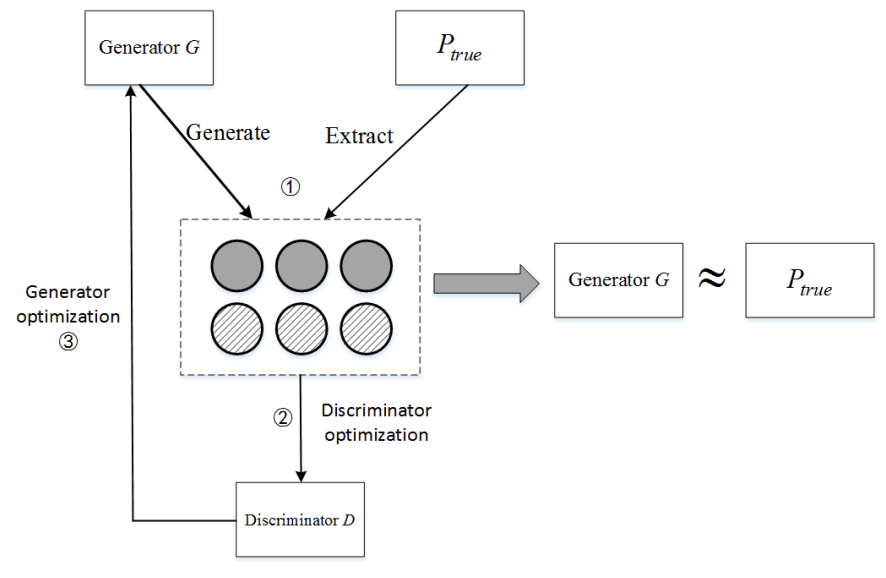 Generator G
P_true
Generate
Extract
①
Generator
optimization
③
Generator G
≈
P_true
②
Discriminator
optimization
Discriminator D